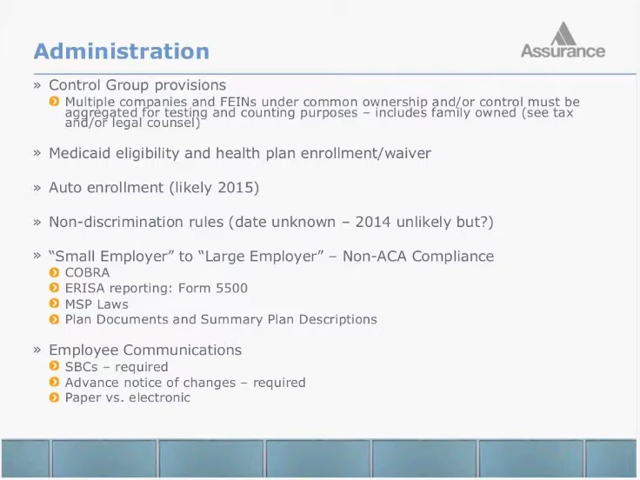 Administration
Assurance
» Control Group provisions
Multiple companies and FEINs under common ownership and/or control must be
aggregated for testing and counting purposes – includes family owned (see tax
and/or legal counsel)
» Medicaid eligibility and health plan enrollment/waiver
» Auto enrollment (likely 2015)
» Non-discrimination rules (date unknown – 2014 unlikely but?)
» “Small Employer” to “Large Employer” – Non-ACA Compliance
COBRA
ERISA reporting: Form 5500
MSP Laws
Plan Documents and Summary Plan Descriptions
» Employee Communications
SBCs – required
Advance notice of changes – required
Paper vs. electronic